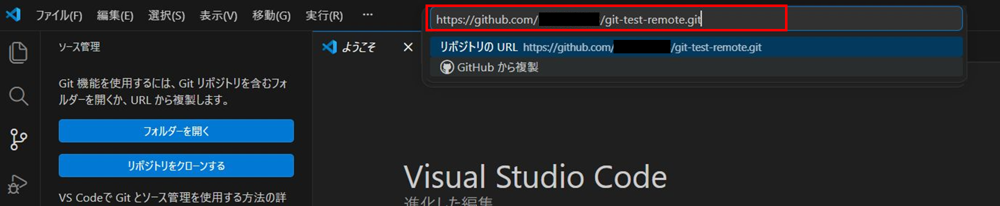 ファイル(F) 編集(E) 選択(S) 表示(V) 移動(G) 実行(R) ···
https://github.com/ /git-test-remote.git
リポジトリの URL https://github.com/ /git-test-remote.git
GitHub から複製
ソース管理
ようこそ
Git 機能を使用するには、Git リポジトリを含むフォ
ルダーを開くか、URL から複製します。
フォルダーを開く
リポジトリをクローンする
VS Codeで Git とソース管理を使用する方法の詳
Visual Studio Code
進化した編集